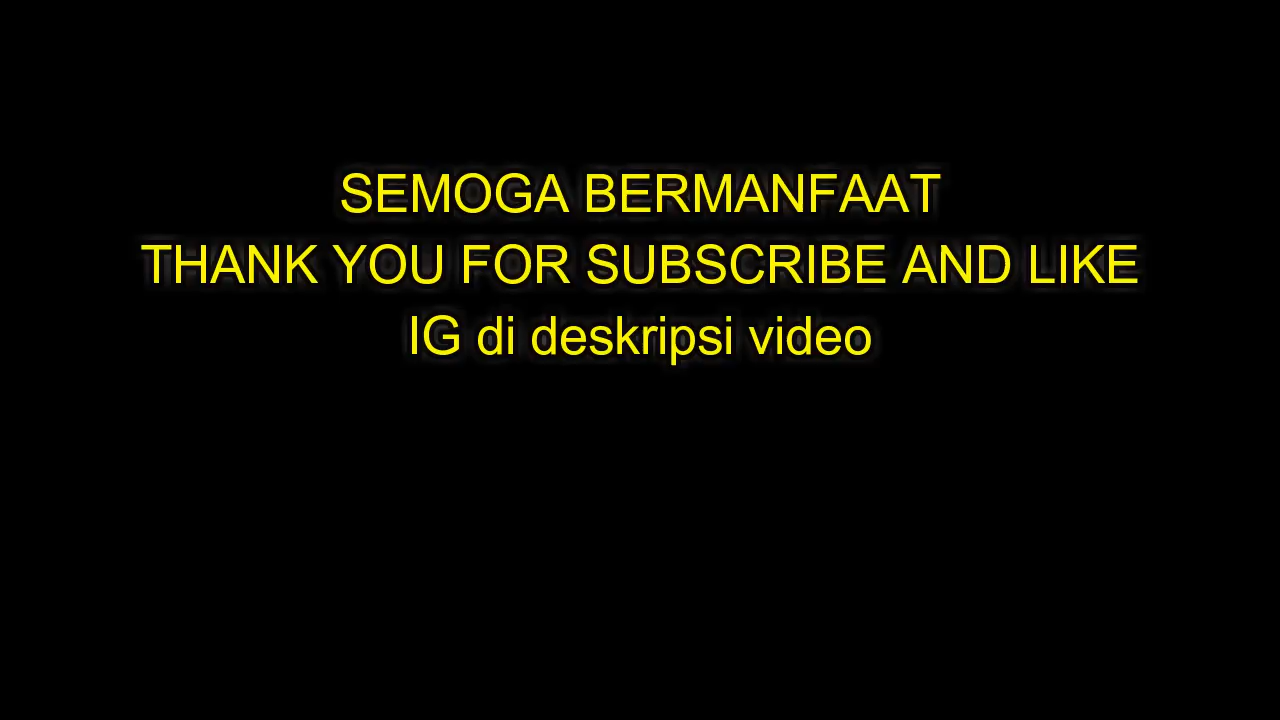 SEMOGA BERMANFAAT
THANK YOU FOR SUBSCRIBE AND LIKE
IG di deskripsi video